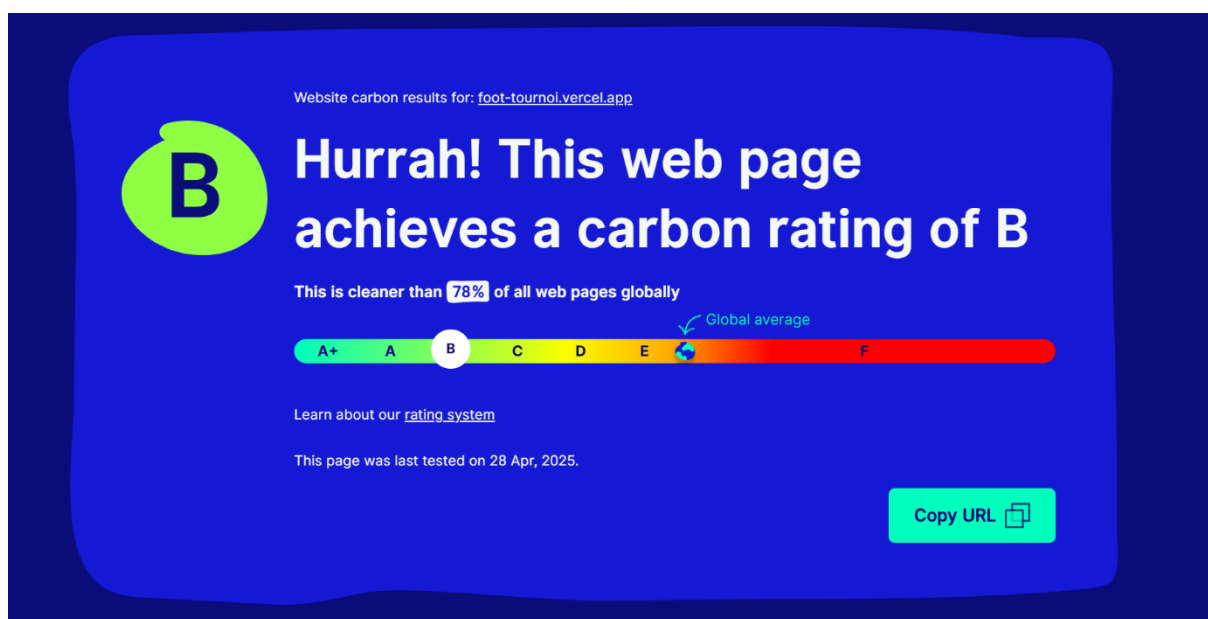 Website carbon results for: foot-tournoi.vercel.app
B
Hurrah! This web page
achieves a carbon rating of B
This is cleaner than 78% of all web pages globally
Global average
A+ A B C D E F
Learn about our rating system
This page was last tested on 28 Apr, 2025.
Copy URL